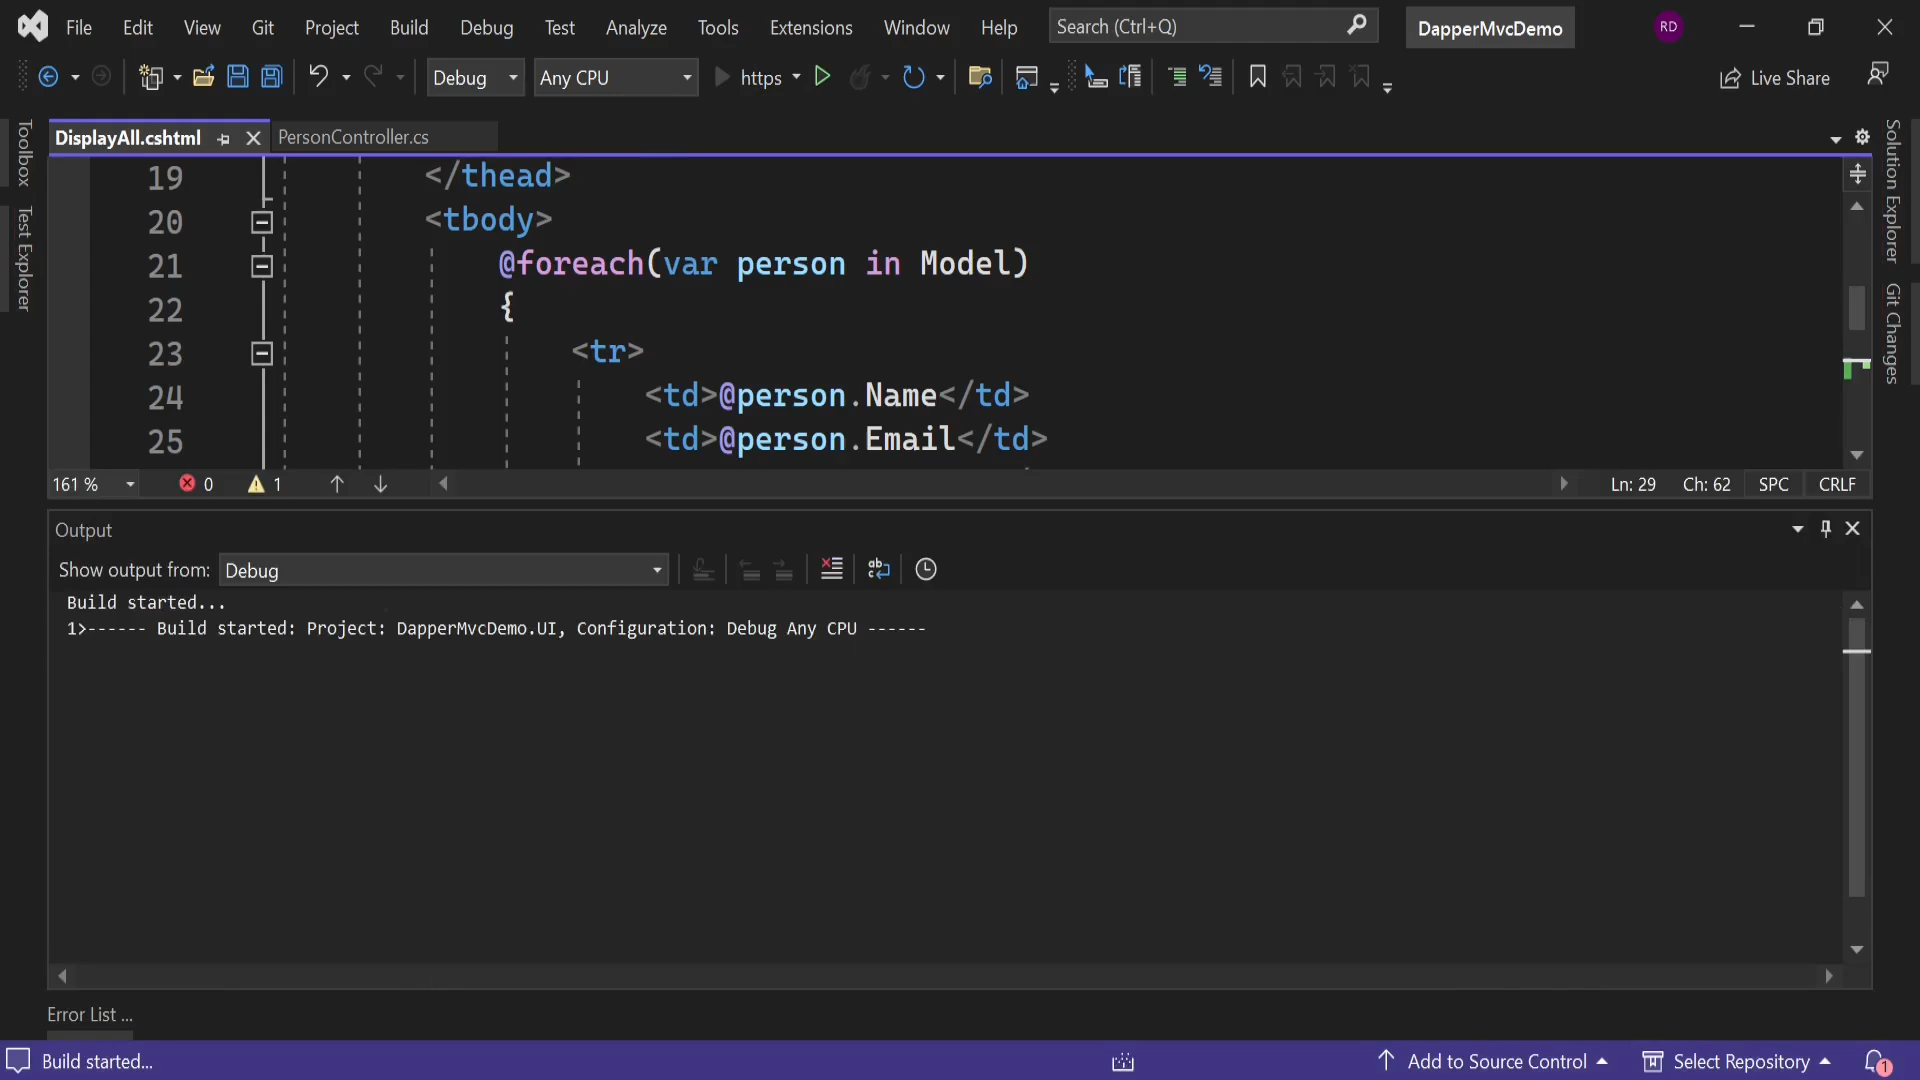 File Edit View Git Project Build Debug Test Analyze Tools Extensions Window Help Search (Ctrl+Q) DapperMvcDemo RD
Debug Any CPU https Live Share
DisplayAll.cshtml PersonController.cs
Toolbox
Test Explorer
Solution Explorer
Git Changes
19 </thead>
20 <tbody>
21 @foreach(var person in Model)
22 {
23 <tr>
24 <td>@person.Name</td>
25 <td>@person.Email</td>
161 % 0 1 Ln: 29 Ch: 62 SPC CRLF
Output
Show output from: Debug
Build started...
1>------ Build started: Project: DapperMvcDemo.UI, Configuration: Debug Any CPU ------
Error List ...
Build started... Add to Source Control Select Repository 1